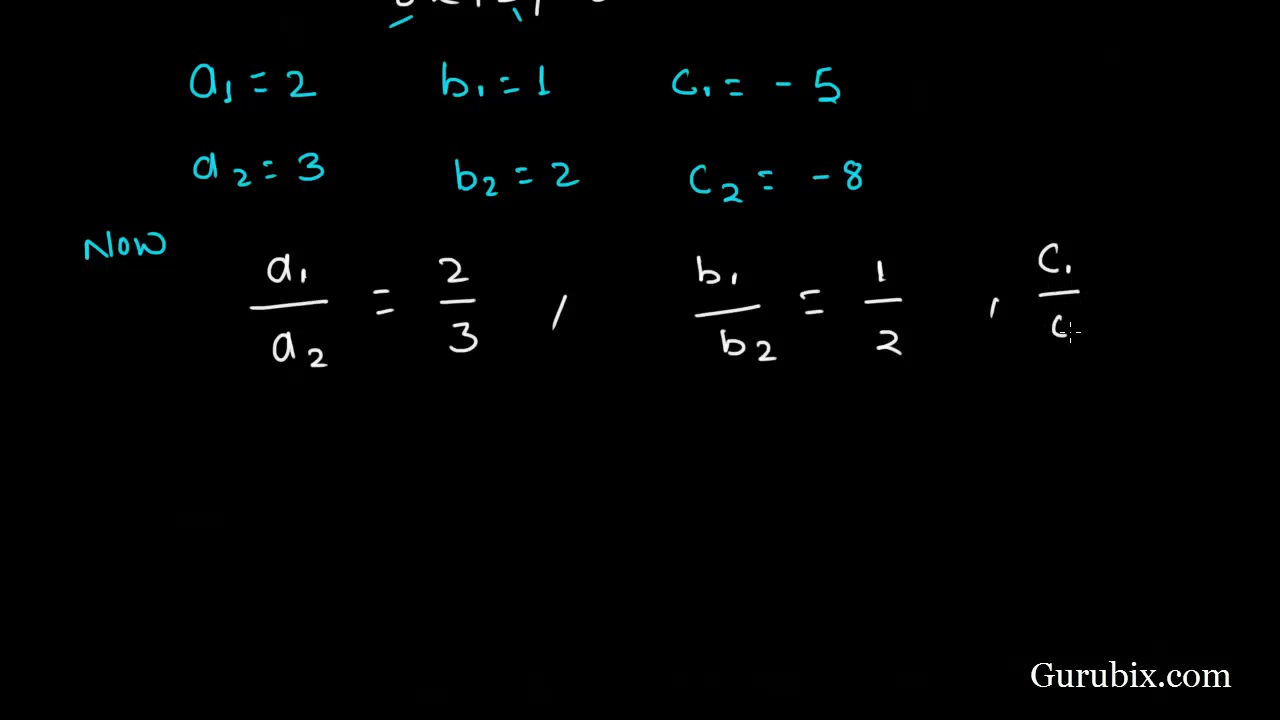 a₁ = 2 b₁ = 1 c₁ = - 5
a₂ = 3 b₂ = 2 c₂ = - 8
Now
a₁/a₂ = 2/3 , b₁/b₂ = 1/2 , c₁/c
Gurubix.com